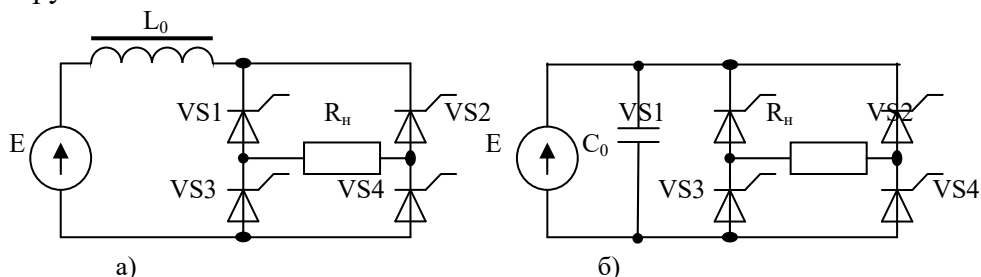 L₀
VS1 Rн VS2
E
VS3 VS4
а)
VS1 Rн VS2
E C₀
VS3 VS4
б)